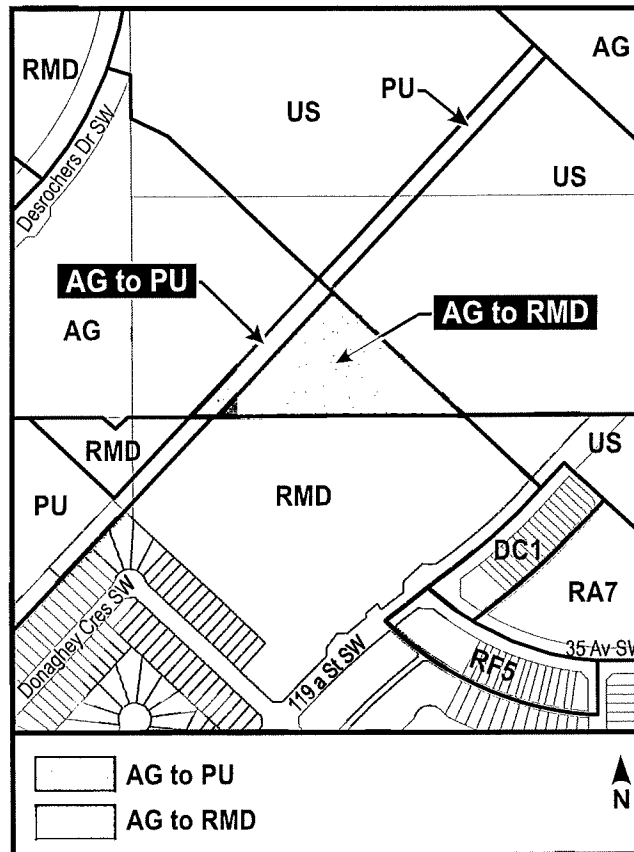 RMD
AG
PU
US
US
Desrochers Dr SW
AG to PU
AG to RMD
AG
RMD
US
PU
RMD
DC1
RA7
Donaghey Cres SW
119 a St SW
35 Av SW
RF5
AG to PU
AG to RMD
N